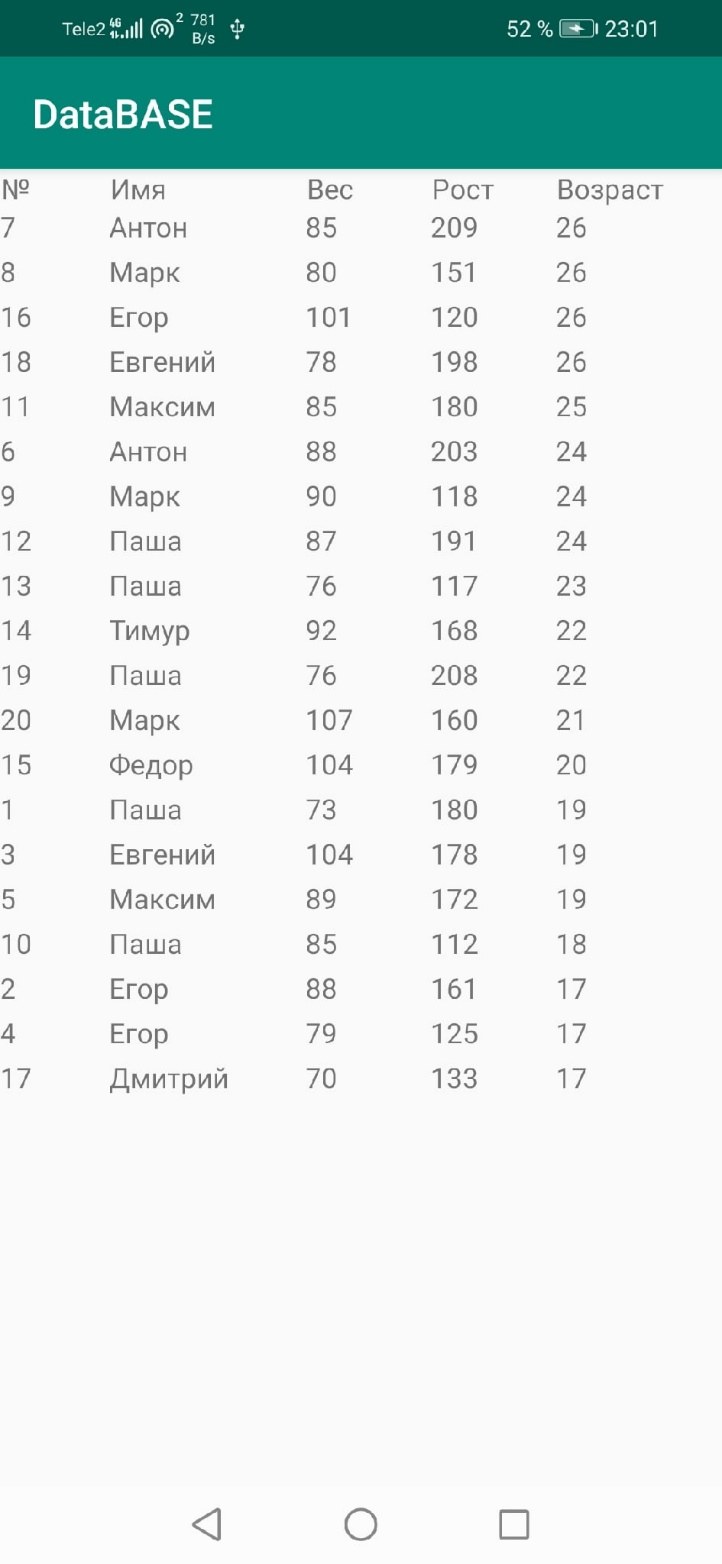 Tele2 4G 2 781 B/s 52 % 23:01
DataBASE
№ Имя Вес Рост Возраст
7 Антон 85 209 26
8 Марк 80 151 26
16 Егор 101 120 26
18 Евгений 78 198 26
11 Максим 85 180 25
6 Антон 88 203 24
9 Марк 90 118 24
12 Паша 87 191 24
13 Паша 76 117 23
14 Тимур 92 168 22
19 Паша 76 208 22
20 Марк 107 160 21
15 Федор 104 179 20
1 Паша 73 180 19
3 Евгений 104 178 19
5 Максим 89 172 19
10 Паша 85 112 18
2 Егор 88 161 17
4 Егор 79 125 17
17 Дмитрий 70 133 17